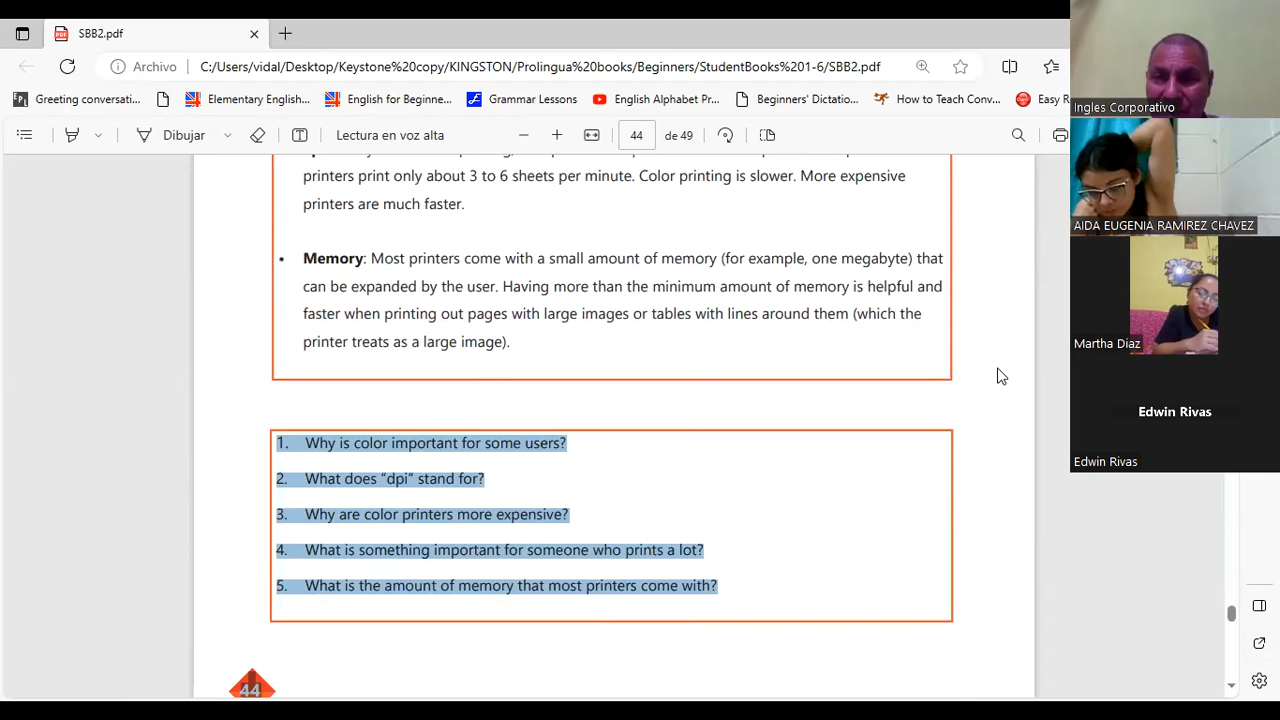 SBB2.pdf
Archivo
C:/Users/vidal/Desktop/Keystone%20copy/KINGSTON/Prolingua%20books/Beginners/StudentBooks%201-6/SBB2.pdf
Greeting conversati...
Elementary English...
English for Beginne...
Grammar Lessons
English Alphabet Pr...
Beginners' Dictatio...
How to Teach Conv...
Easy R
Dibujar
Lectura en voz alta
44
de 49
printers print only about 3 to 6 sheets per minute. Color printing is slower. More expensive
printers are much faster.
• Memory: Most printers come with a small amount of memory (for example, one megabyte) that
can be expanded by the user. Having more than the minimum amount of memory is helpful and
faster when printing out pages with large images or tables with lines around them (which the
printer treats as a large image).
1. Why is color important for some users?
2. What does “dpi“ stand for?
3. Why are color printers more expensive?
4. What is something important for someone who prints a lot?
5. What is the amount of memory that most printers come with?
44
Ingles Corporativo
AIDA EUGENIA RAMIREZ CHAVEZ
Martha Diaz
Edwin Rivas
Edwin Rivas